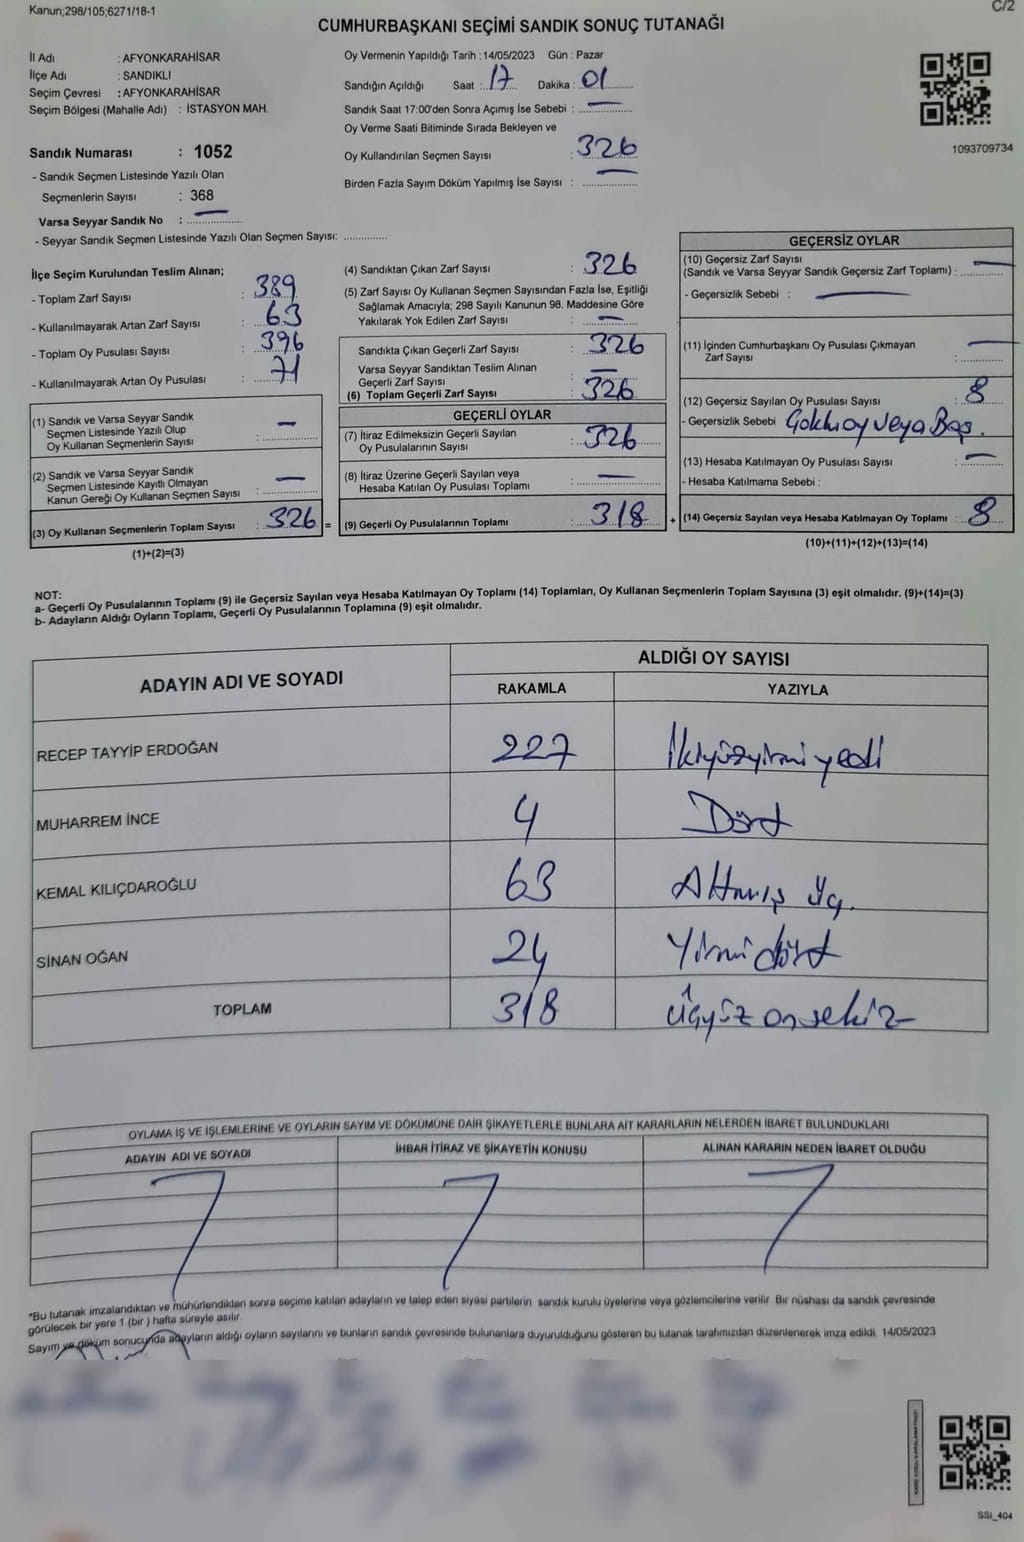 Kanun;298/105;6271/18-1
C/2
CUMHURBAŞKANI SEÇİMİ SANDIK SONUÇ TUTANAĞI
İl Adı : AFYONKARAHİSAR
İlçe Adı : SANDIKLI
Seçim Çevresi : AFYONKARAHİSAR
Seçim Bölgesi (Mahalle Adı) : İSTASYON MAH.
Sandık Numarası : 1052
- Sandık Seçmen Listesinde Yazılı Olan
Seçmenlerin Sayısı : 368
Varsa Seyyar Sandık No : —
- Seyyar Sandık Seçmen Listesinde Yazılı Olan Seçmen Sayısı: ............
Oy Vermenin Yapıldığı Tarih : 14/05/2023 Gün : Pazar
Sandığın Açıldığı Saat : 17 Dakika : 01
Sandık Saat 17:00'den Sonra Açımış İse Sebebi : —
Oy Verme Saati Bitiminde Sırada Bekleyen ve
Oy Kullandırılan Seçmen Sayısı : 326
Birden Fazla Sayım Döküm Yapılmış İse Sayısı : —
1093709734
İlçe Seçim Kurulundan Teslim Alınan;
- Toplam Zarf Sayısı : 389
- Kullanılmayarak Artan Zarf Sayısı : 63
- Toplam Oy Pusulası Sayısı : 396
- Kullanılmayarak Artan Oy Pusulası : 71
(1) Sandık ve Varsa Seyyar Sandık
Seçmen Listesinde Yazılı Olup
Oy Kullanan Seçmenlerin Sayısı : —
(2) Sandık ve Varsa Seyyar Sandık
Seçmen Listesinde Kayıtlı Olmayan
Kanun Gereği Oy Kullanan Seçmen Sayısı : —
(3) Oy Kullanan Seçmenlerin Toplam Sayısı : 326 =
(1)+(2)=(3)
(4) Sandıktan Çıkan Zarf Sayısı : 326
(5) Zarf Sayısı Oy Kullanan Seçmen Sayısından Fazla İse, Eşitliği
Sağlamak Amacıyla; 298 Sayılı Kanunun 98. Maddesine Göre
Yakılarak Yok Edilen Zarf Sayısı : —
Sandıkta Çıkan Geçerli Zarf Sayısı : 326
Varsa Seyyar Sandıktan Teslim Alınan
Geçerli Zarf Sayısı : —
(6) Toplam Geçerli Zarf Sayısı : 326
GEÇERLİ OYLAR
(7) İtiraz Edilmeksizin Geçerli Sayılan
Oy Pusulalarının Sayısı : 326
(8) İtiraz Üzerine Geçerli Sayılan veya
Hesaba Katılan Oy Pusulası Toplamı : —
(9) Geçerli Oy Pusulalarının Toplamı : 318 +
GEÇERSİZ OYLAR
(10) Geçersiz Zarf Sayısı
(Sandık ve Varsa Seyyar Sandık Geçersiz Zarf Toplamı) : —
- Geçersizlik Sebebi : —
(11) İçinden Cumhurbaşkanı Oy Pusulası Çıkmayan
Zarf Sayısı : —
(12) Geçersiz Sayılan Oy Pusulası Sayısı : 8
- Geçersizlik Sebebi veya Boş.
(13) Hesaba Katılmayan Oy Pusulası Sayısı : —
- Hesaba Katılmama Sebebi :
(14) Geçersiz Sayılan veya Hesaba Katılmayan Oy Toplamı : 8
(10)+(11)+(12)+(13)=(14)
NOT:
a- Geçerli Oy Pusulalarının Toplamı (9) ile Geçersiz Sayılan veya Hesaba Katılmayan Oy Toplamı (14) Toplamları, Oy Kullanan Seçmenlerin Toplam Sayısına (3) eşit olmalıdır. (9)+(14)=(3)
b- Adayların Aldığı Oyların Toplamı, Geçerli Oy Pusulalarının Toplamına (9) eşit olmalıdır.
ADAYIN ADI VE SOYADI ALDIĞI OY SAYISI
RAKAMLA YAZIYLA
RECEP TAYYİP ERDOĞAN 227 İkiyüzyirmiyedi
MUHARREM İNCE 4 Dört
KEMAL KILIÇDAROĞLU 63 Altmış üç.
SİNAN OĞAN 24 Yirmidört
TOPLAM 318 üçyüz onsekiz
OYLAMA İŞ VE İŞLEMLERİNE VE OYLARIN SAYIM VE DÖKÜMÜNE DAİR ŞİKAYETLERLE BUNLARA AİT KARARLARIN NELERDEN İBARET BULUNDUKLARI
ADAYIN ADI VE SOYADI İHBAR İTİRAZ VE ŞİKAYETİN KONUSU ALINAN KARARIN NEDEN İBARET OLDUĞU
*Bu tutanak imzalandıktan ve mühürlendikten sonra seçime katılan adayların ve talep eden siyasi partilerin sandık kurulu üyelerine veya gözlemcilerine verilir. Bir nüshası da sandık çevresinde
görülecek bir yere 1 (bir ) hafta süreyle asılır.
Sayım ve döküm sonucunda adayların aldığı oyların sayılarını ve bunların sandık çevresinde bulunanlara duyurulduğunu gösteren bu tutanak tarafımızdan düzenlenerek imza edildi. 14/05/2023
SSI_404